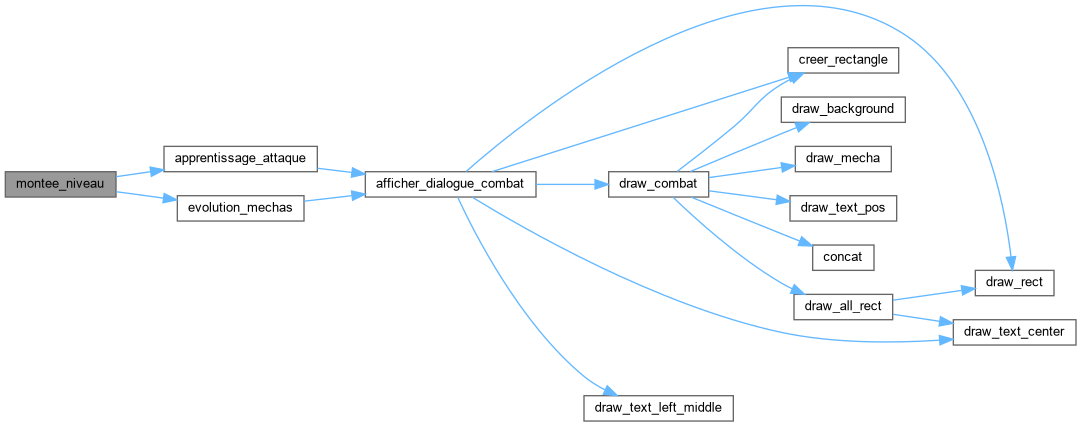 montee_niveau
apprentissage_attaque
evolution_mechas
afficher_dialogue_combat
draw_combat
creer_rectangle
draw_background
draw_mecha
draw_text_pos
concat
draw_all_rect
draw_rect
draw_text_center
draw_text_left_middle